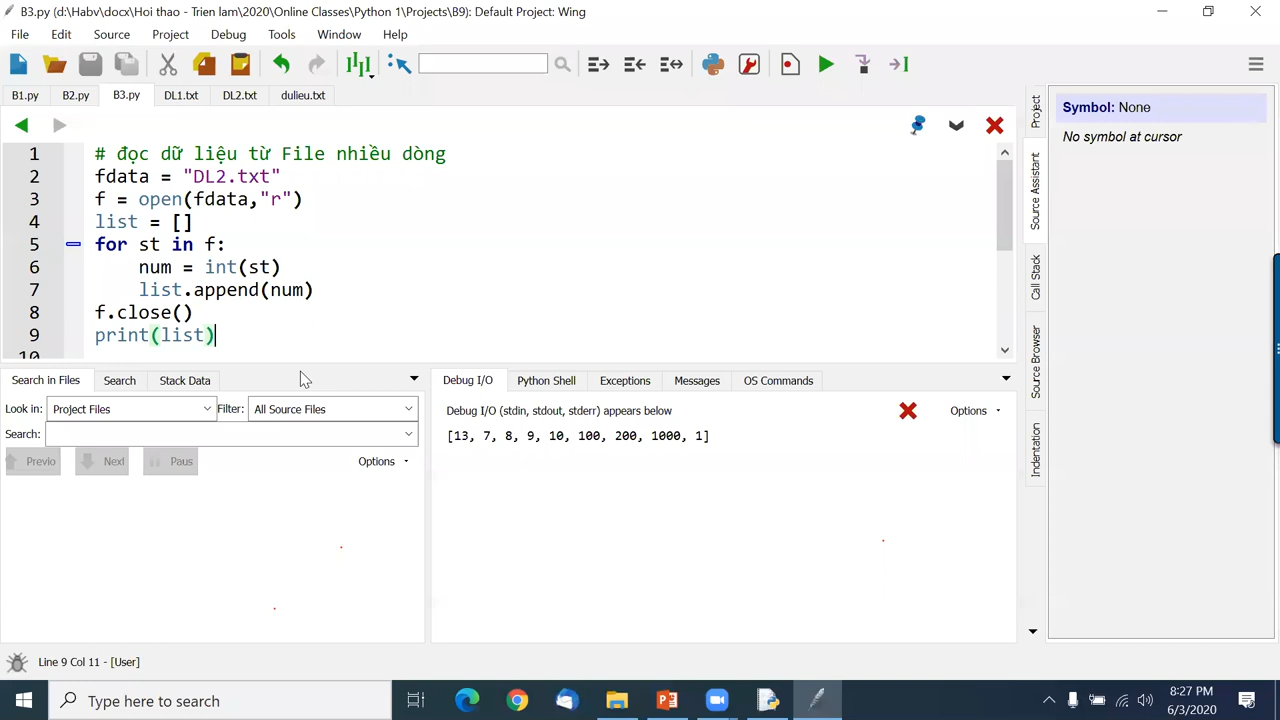 B3.py (d:\Habv\docx\Hoi thao - Trien lam\2020\Online Classes\Python 1\Projects\B9): Default Project: Wing
File Edit Source Project Debug Tools Window Help
B1.py B2.py B3.py DL1.txt DL2.txt dulieu.txt
1 # đọc dữ liệu từ File nhiều dòng
2 fdata = "DL2.txt"
3 f = open(fdata,"r")
4 list = []
5 for st in f:
6 num = int(st)
7 list.append(num)
8 f.close()
9 print(list)
10
Project
Source Assistant
Call Stack
Source Browser
Indentation
Symbol: None
No symbol at cursor
Search in Files Search Stack Data
Look in: Project Files Filter: All Source Files
Search:
Previo Next Paus Options
Debug I/O Python Shell Exceptions Messages OS Commands
Debug I/O (stdin, stdout, stderr) appears below Options
[13, 7, 8, 9, 10, 100, 200, 1000, 1]
Line 9 Col 11 - [User]
Type here to search
8:27 PM
6/3/2020